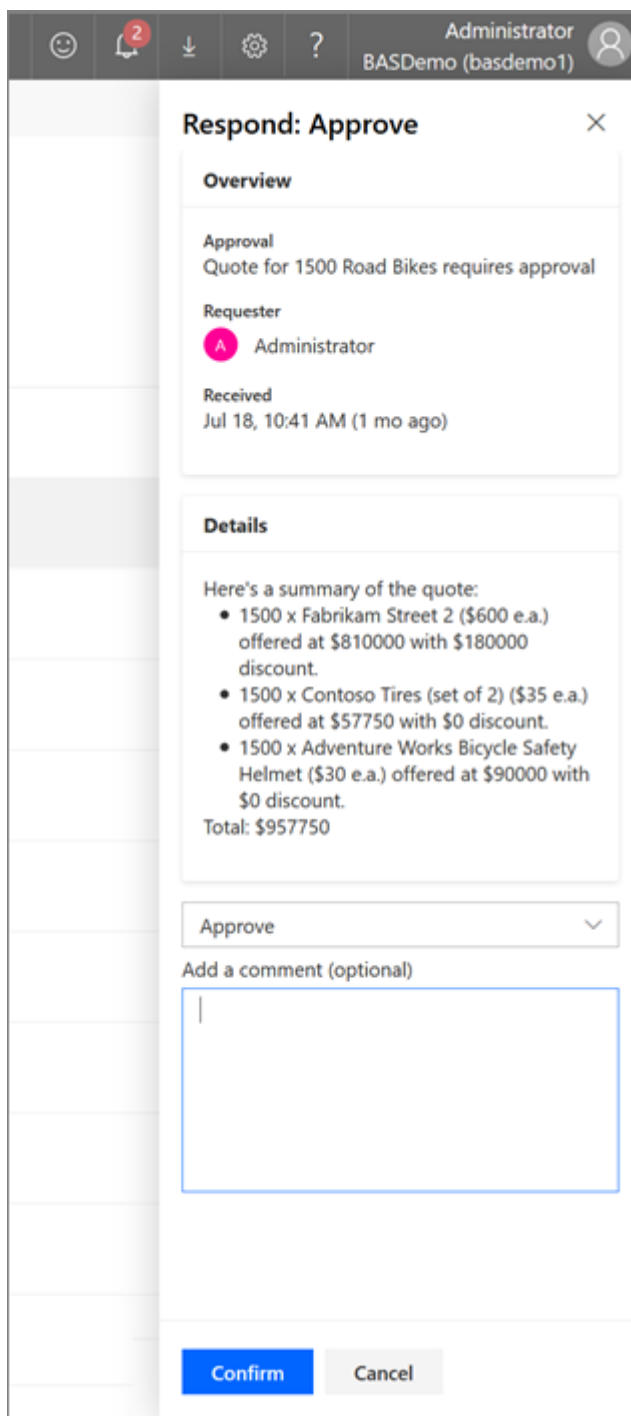 2
?
Administrator
BASDemo (basdemo1)
Respond: Approve
Overview
Approval
Quote for 1500 Road Bikes requires approval
Requester
A
Administrator
Received
Jul 18, 10:41 AM (1 mo ago)
Details
Here's a summary of the quote:
• 1500 x Fabrikam Street 2 ($600 e.a.)
offered at $810000 with $180000
discount.
• 1500 x Contoso Tires (set of 2) ($35 e.a.)
offered at $57750 with $0 discount.
• 1500 x Adventure Works Bicycle Safety
Helmet ($30 e.a.) offered at $90000 with
$0 discount.
Total: $957750
Approve
Add a comment (optional)
Confirm
Cancel